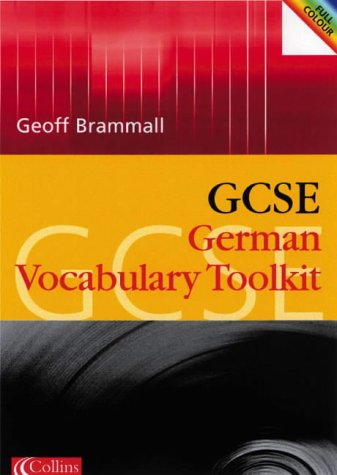 FULL
COLOUR
Geoff Brammall
GCSE
GCSE
German
Vocabulary Toolkit
Collins